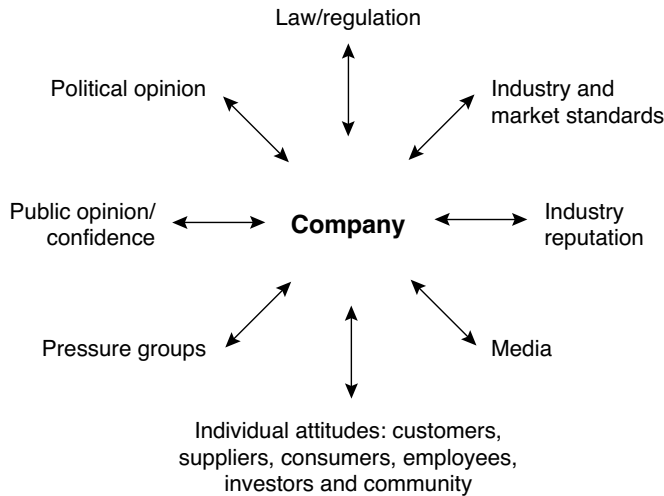 Law/regulation
Political opinion
Industry and
market standards
Public opinion/
confidence
Company
Industry
reputation
Pressure groups
Media
Individual attitudes: customers,
suppliers, consumers, employees,
investors and community